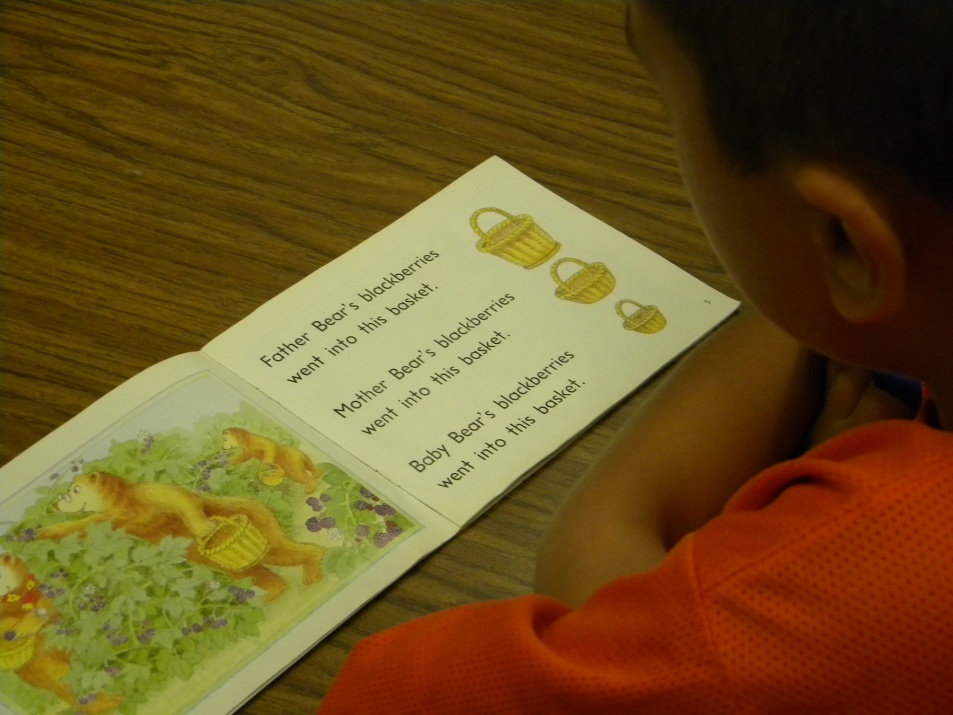 Father Bear's blackberries
went into this basket.
Mother Bear's blackberries
went into this basket.
Baby Bear's blackberries
went into this basket.